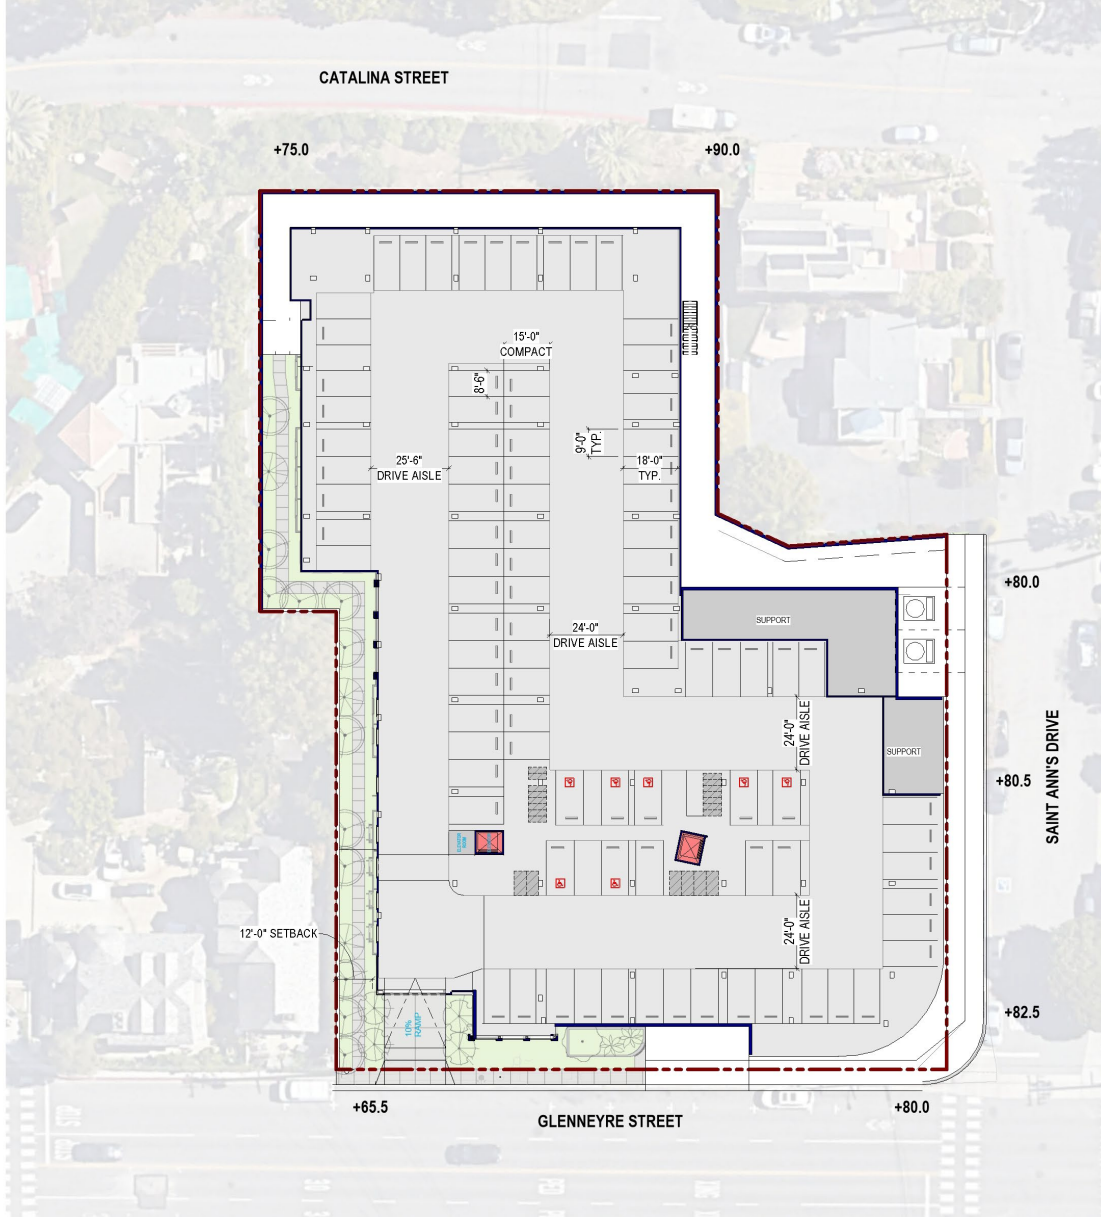 CATALINA STREET
+75.0
+90.0
15'-0"
COMPACT
8'-6"
9'-0"
TYP.
25'-6"
DRIVE AISLE
18'-0"
TYP.
+80.0
SUPPORT
24'-0"
DRIVE AISLE
24'-0"
DRIVE AISLE
SUPPORT
+80.5
SAINT ANN'S DRIVE
12'-0" SETBACK
24'-0"
DRIVE AISLE
10%
RAMP
+82.5
+65.5
+80.0
GLENNEYRE STREET